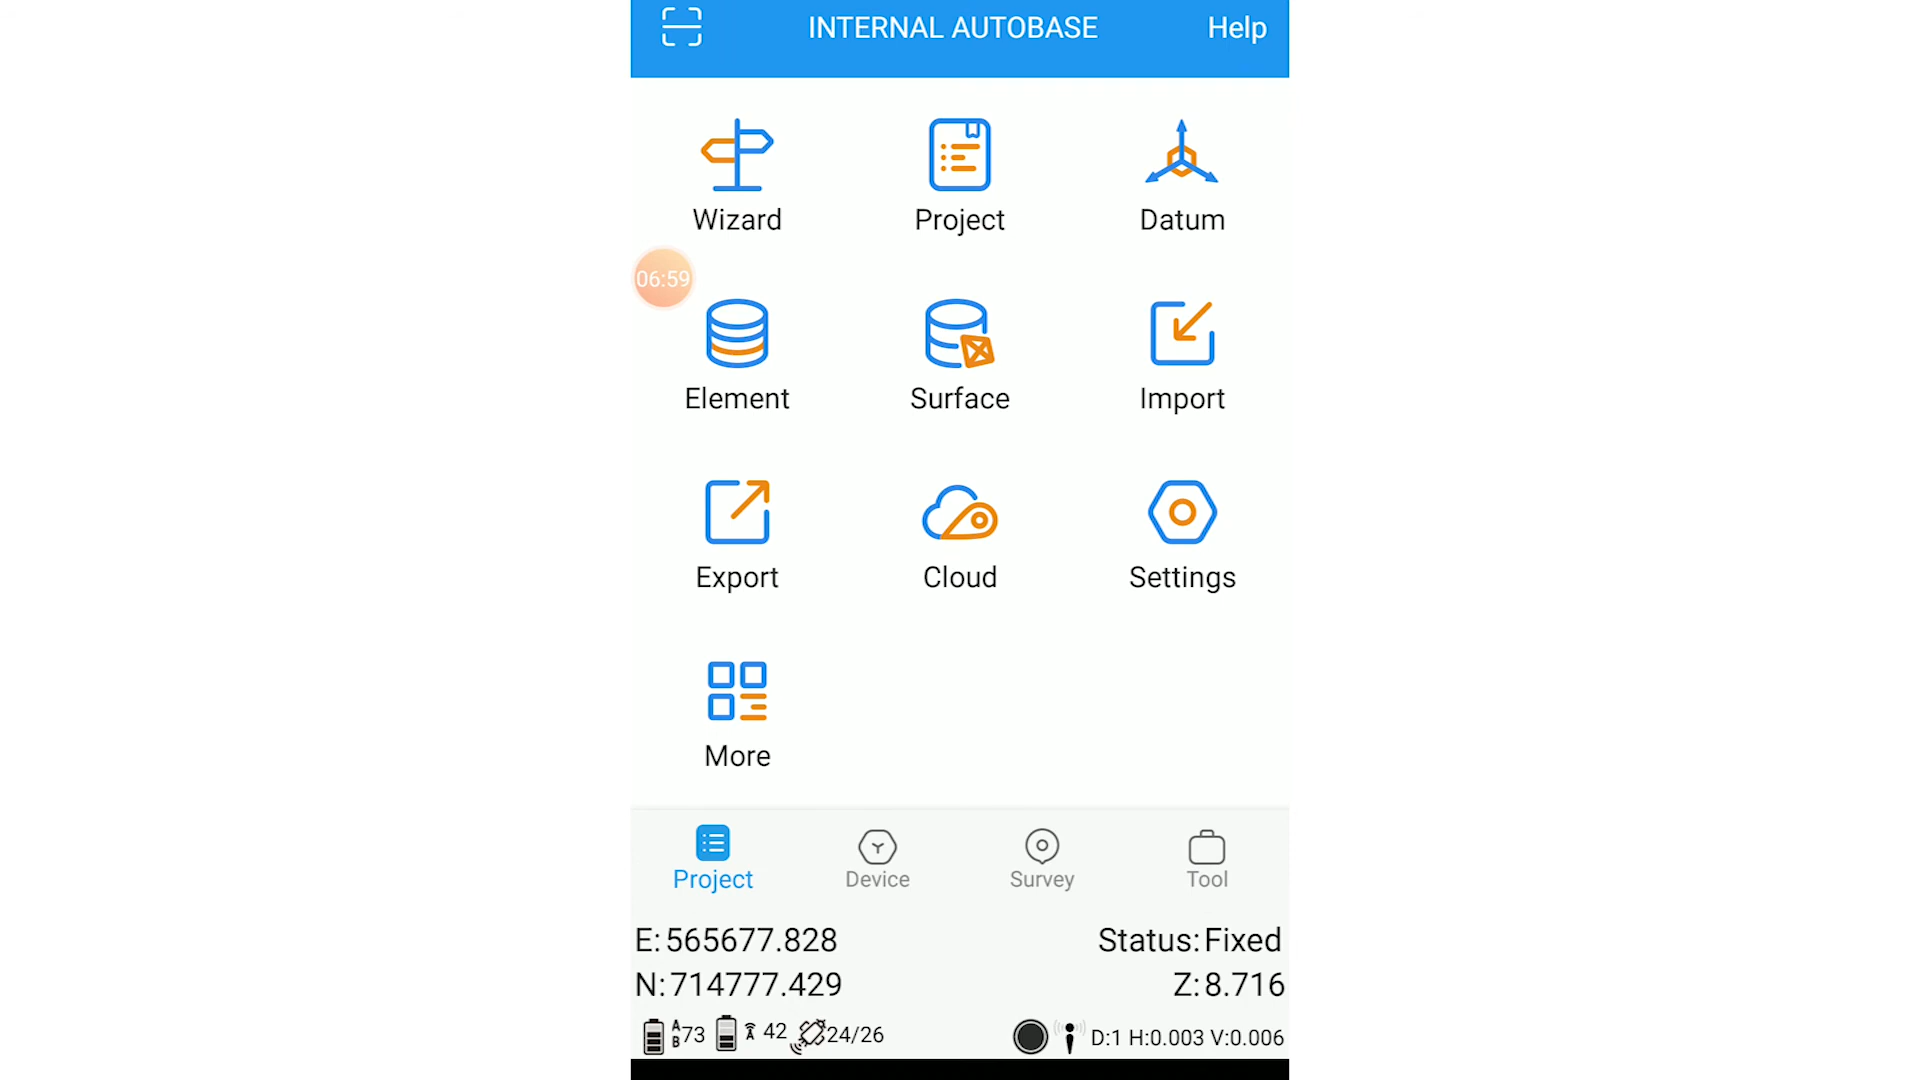 INTERNAL AUTOBASE Help
Wizard Project Datum
06:59
Element Surface Import
Export Cloud Settings
More
Project Device Survey Tool
E:565677.828 Status:Fixed
N:714777.429 Z:8.716
A B 73 A 42 24/26 D:1 H:0.003 V:0.006